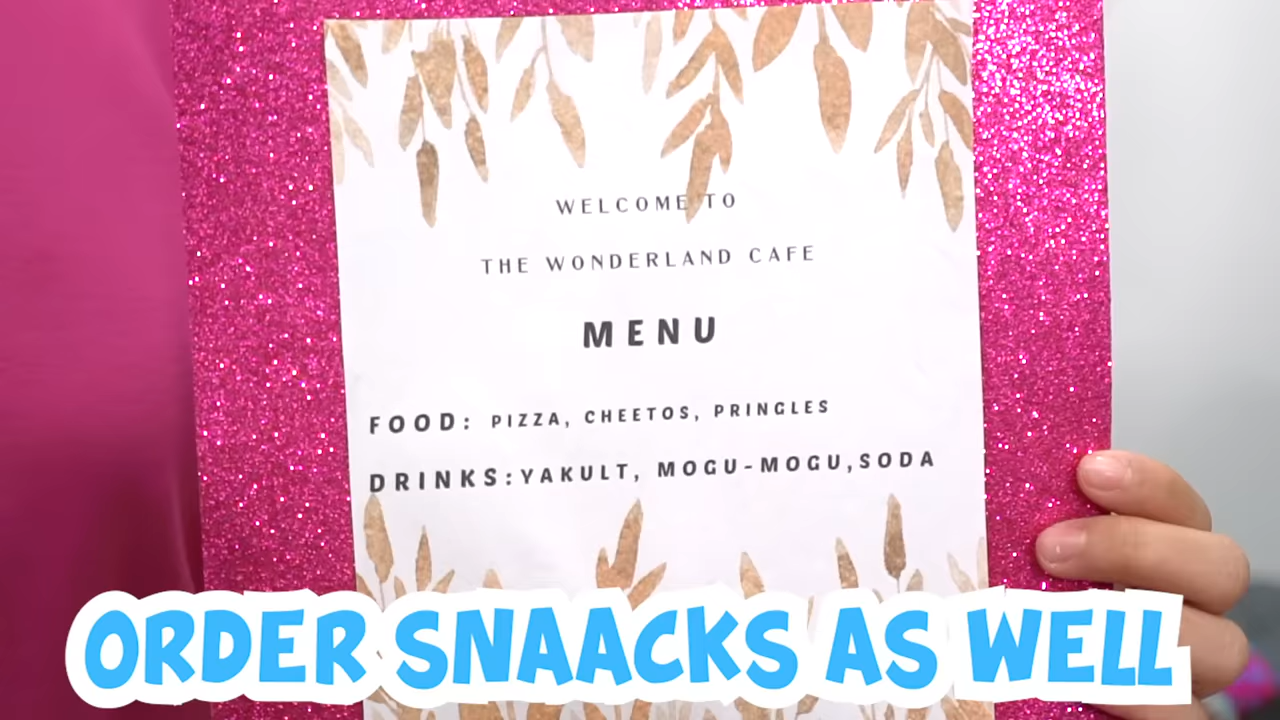 WELCOME TO
THE WONDERLAND CAFE
MENU
FOOD: PIZZA, CHEETOS, PRINGLES
DRINKS:YAKULT, MOGU-MOGU,SODA
ORDER SNAACKS AS WELL